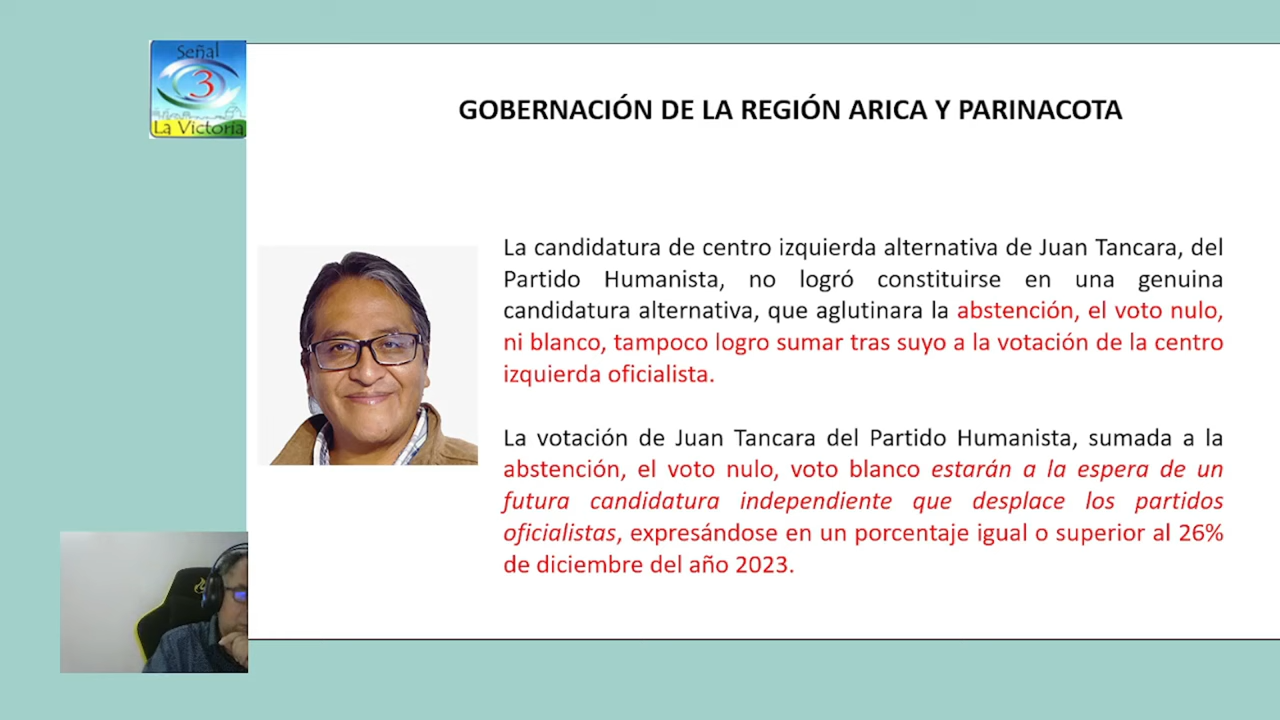 Señal
3
La Victoria
GOBERNACIÓN DE LA REGIÓN ARICA Y PARINACOTA
La candidatura de centro izquierda alternativa de Juan Tancara, del
Partido Humanista, no logró constituirse en una genuina
candidatura alternativa, que aglutinara la abstención, el voto nulo,
ni blanco, tampoco logro sumar tras suyo a la votación de la centro
izquierda oficialista.
La votación de Juan Tancara del Partido Humanista, sumada a la
abstención, el voto nulo, voto blanco estarán a la espera de un
futura candidatura independiente que desplace los partidos
oficialistas, expresándose en un porcentaje igual o superior al 26%
de diciembre del año 2023.